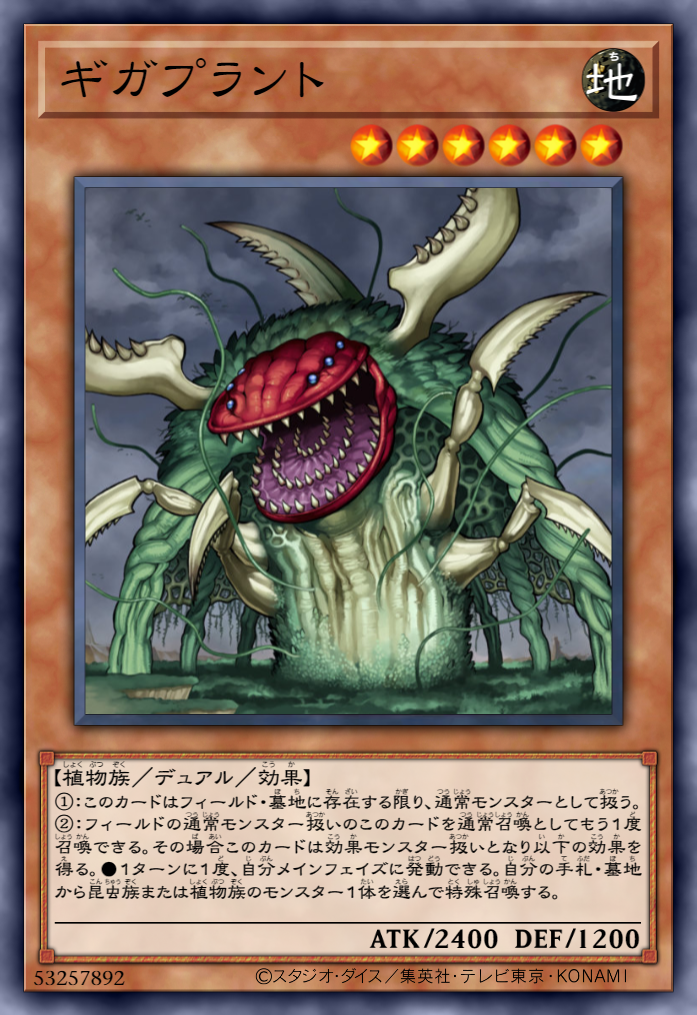 ギガプラント
地
【植物族／デュアル／効果】
①：このカードはフィールド・墓地に存在する限り、通常モンスターとして扱う。
②：フィールドの通常モンスター扱いのこのカードを通常召喚としてもう１度
召喚できる。その場合このカードは効果モンスター扱いとなり以下の効果を
得る。●１ターンに１度、自分メインフェイズに発動できる。自分の手札・墓地
から昆虫族または植物族のモンスター１体を選んで特殊召喚する。
ATK/2400 DEF/1200
53257892 ©スタジオ・ダイス／集英社・テレビ東京・KONAMI